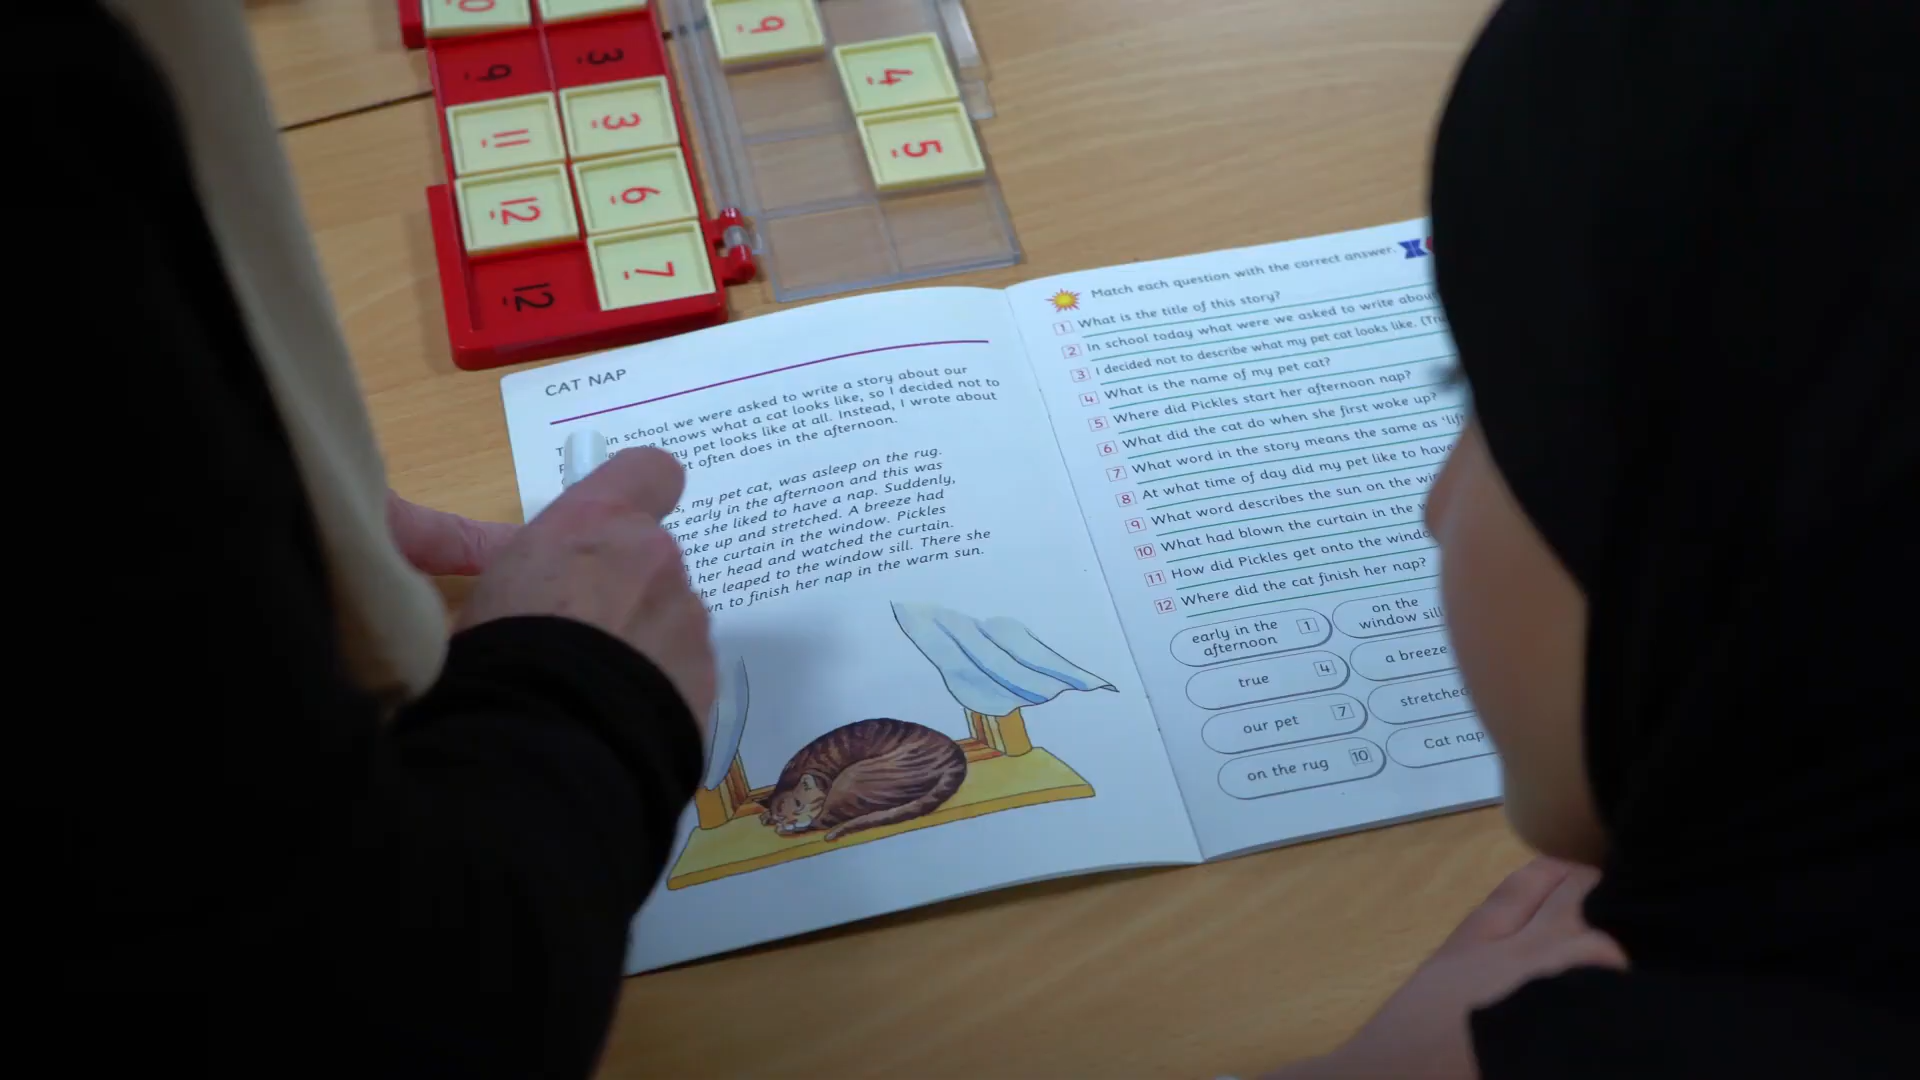 9
4
5
9
3
11
3
12
6
12
7
CAT NAP
in school we were asked to write a story about our
knows what a cat looks like, so I decided not to
my pet looks like at all. Instead, I wrote about
often does in the afternoon.
my pet cat, was asleep on the rug.
early in the afternoon and this was
she liked to have a nap. Suddenly,
up and stretched. A breeze had
the curtain in the window. Pickles
her head and watched the curtain.
leaped to the window sill. There she
to finish her nap in the warm sun.
Match each question with the correct answer.
1 What is the title of this story?
2 In school today what were we asked to write
3 I decided not to describe what my pet cat looks like.
4 What is the name of my pet cat?
5 Where did Pickles start her afternoon nap?
6 What did the cat do when she first woke up?
7 What word in the story means the same as
8 At what time of day did my pet like to have
9 What word describes the sun on the
10 What had blown the curtain in the
11 How did Pickles get onto the
12 Where did the cat finish her nap?
early in the afternoon 1
on the window sill
true 4
a breeze
our pet 7
stretched
on the rug 10
Cat nap